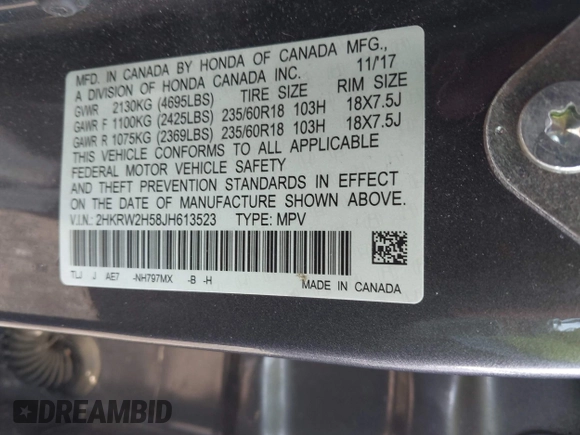 MFD. IN CANADA BY HONDA OF CANADA MFG.,
A DIVISION OF HONDA CANADA INC. 11/17
GVWR 2130KG (4695LBS) TIRE SIZE RIM SIZE
GAWR F 1100KG (2425LBS) 235/60R18 103H 18X7.5J
GAWR R 1075KG (2369LBS) 235/60R18 103H 18X7.5J
THIS VEHICLE CONFORMS TO ALL APPLICABLE
FEDERAL MOTOR VEHICLE SAFETY
AND THEFT PREVENTION STANDARDS IN EFFECT
ON THE DATE OF MANUFACTURE SHOWN ABOVE.
V.I.N.: 2HKRW2H58JH613523 TYPE: MPV
TLJ J AE7 -NH797MX -B -H
MADE IN CANADA
DREAMBID